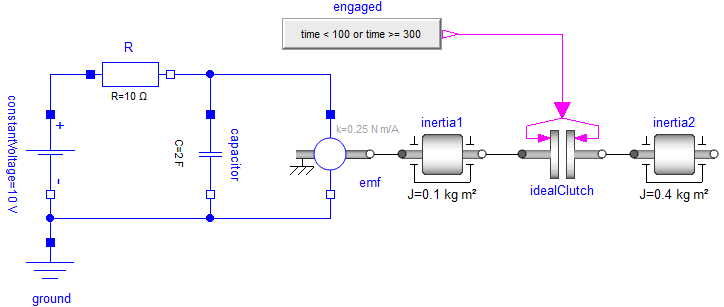 engaged
time < 100 or time >= 300
R
R=10 Ω
constantVoltage=10 V
+
-
C=2 F
capacitor
k=0.25 N m/A
emf
inertia1
J=0.1 kg m²
idealClutch
inertia2
J=0.4 kg m²
ground